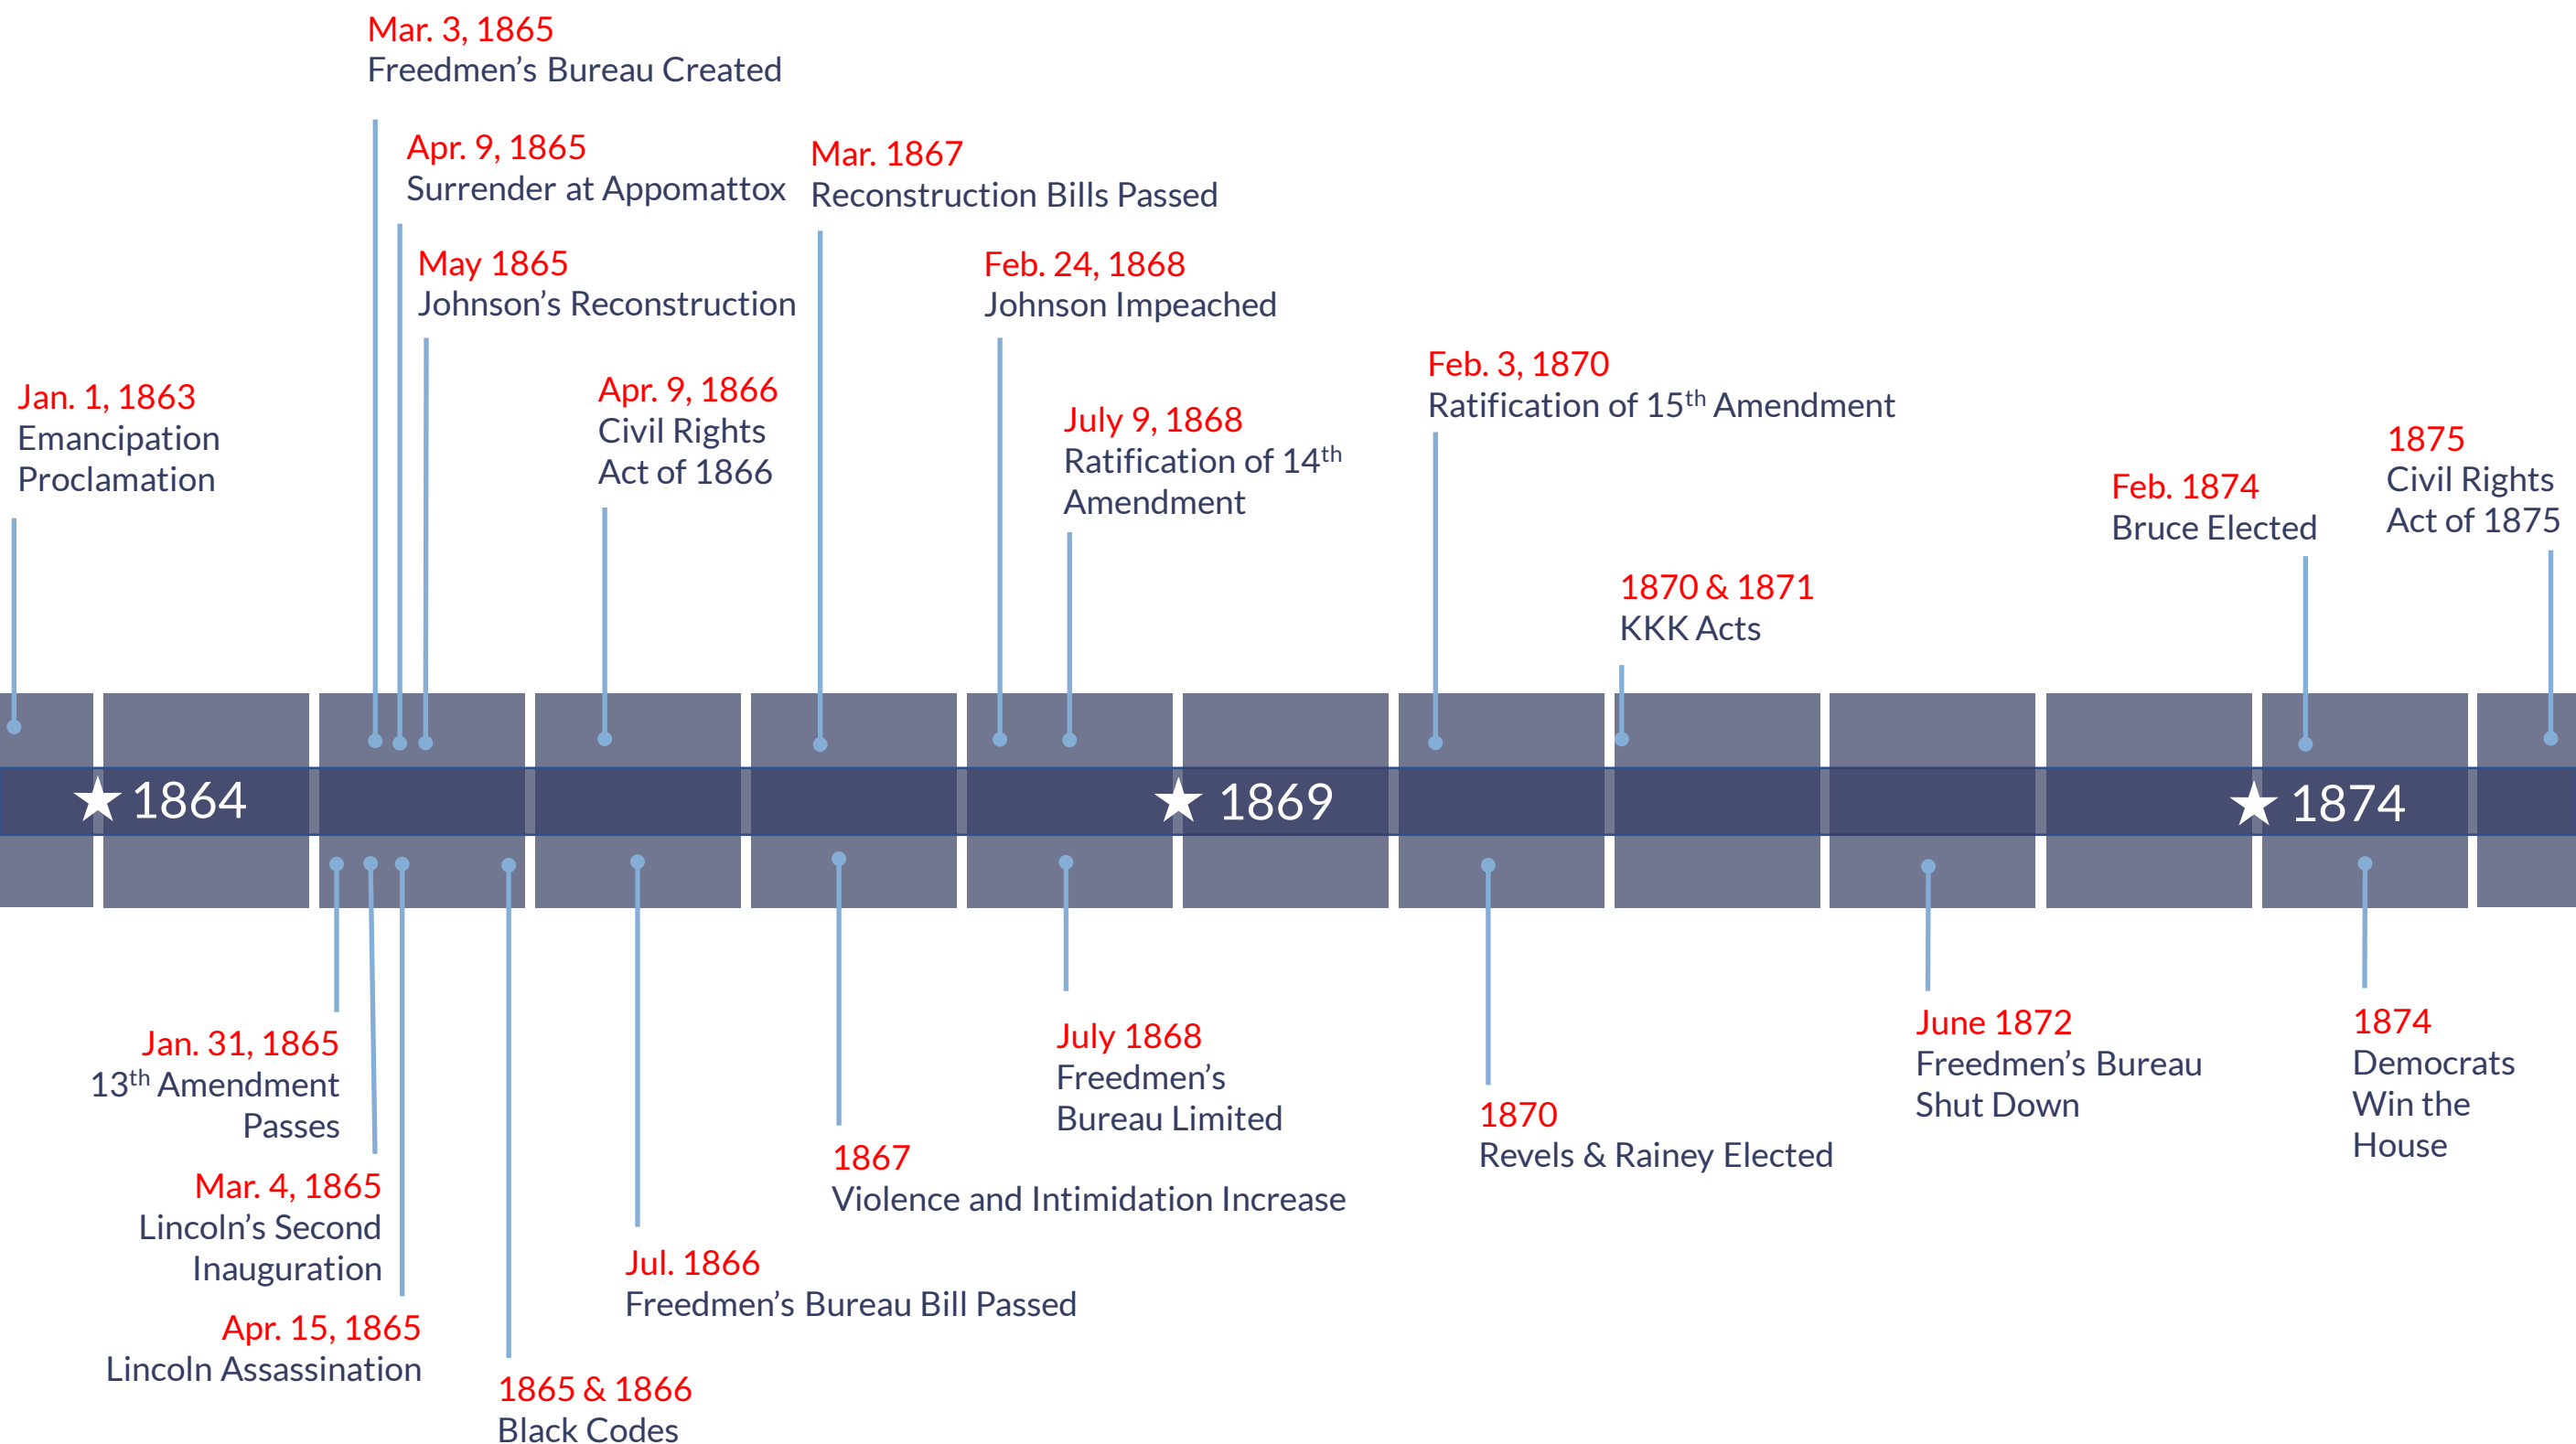 Mar. 3, 1865
Freedmen’s Bureau Created
Apr. 9, 1865
Surrender at Appomattox
Mar. 1867
Reconstruction Bills Passed
May 1865
Johnson’s Reconstruction
Feb. 24, 1868
Johnson Impeached
Jan. 1, 1863
Emancipation
Proclamation
Apr. 9, 1866
Civil Rights
Act of 1866
July 9, 1868
Ratification of 14th
Amendment
Feb. 3, 1870
Ratification of 15th Amendment
1870 & 1871
KKK Acts
Feb. 1874
Bruce Elected
1875
Civil Rights
Act of 1875
1864
1869
1874
Jan. 31, 1865
13th Amendment
Passes
Mar. 4, 1865
Lincoln’s Second
Inauguration
Apr. 15, 1865
Lincoln Assassination
1865 & 1866
Black Codes
Jul. 1866
Freedmen’s Bureau Bill Passed
1867
Violence and Intimidation Increase
July 1868
Freedmen’s
Bureau Limited
1870
Revels & Rainey Elected
June 1872
Freedmen’s Bureau
Shut Down
1874
Democrats
Win the
House